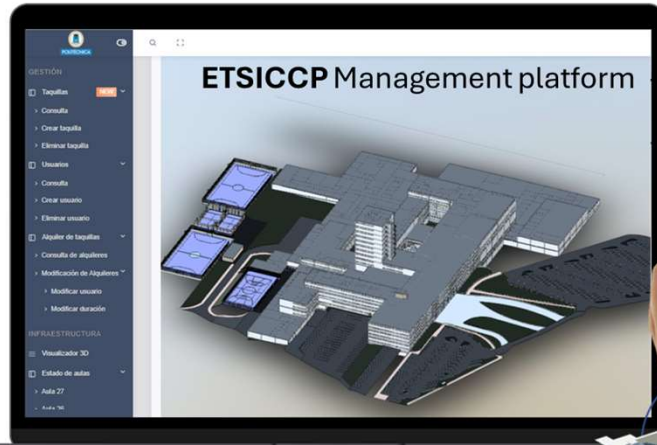 POLITÉCNICA
ETSICCP Management platform
GESTIÓN
Taquillas NEW
Consulta
Crear taquilla
Eliminar taquilla
Usuarios
Consulta
Crear usuario
Eliminar usuario
Alquiler de taquillas
Consulta de alquileres
Modificación de Alquileres
Modificar usuario
Modificar duración
INFRAESTRUCTURA
Visualizador 3D
Estado de aulas
Aula 27
Aula 26